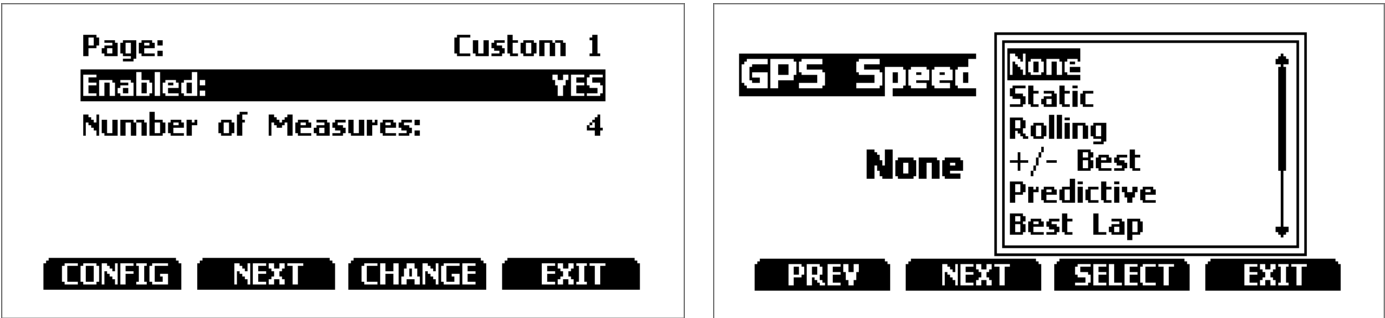 Page: Custom 1
Enabled: YES
Number of Measures: 4
CONFIG NEXT CHANGE EXIT
GPS Speed
None
None
Static
Rolling
+/- Best
Predictive
Best Lap
PREV NEXT SELECT EXIT